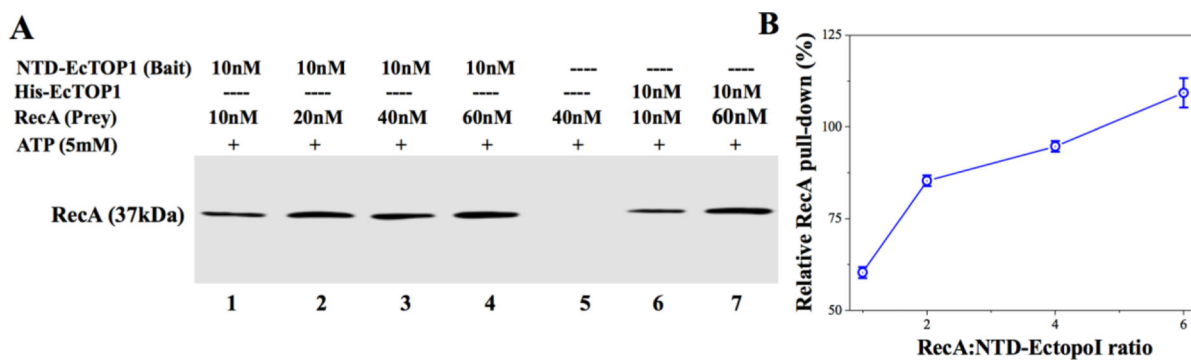 A
NTD-EcTOP1 (Bait) 10nM 10nM 10nM 10nM ---- ---- ----
His-EcTOP1 ---- ---- ---- ---- ---- 10nM 10nM
RecA (Prey) 10nM 20nM 40nM 60nM 40nM 10nM 60nM
ATP (5mM) + + + + + + +
RecA (37kDa)
1 2 3 4 5 6 7
B
Relative RecA pull-down (%)
125
100
75
50
2 4 6
RecA:NTD-EctopoI ratio